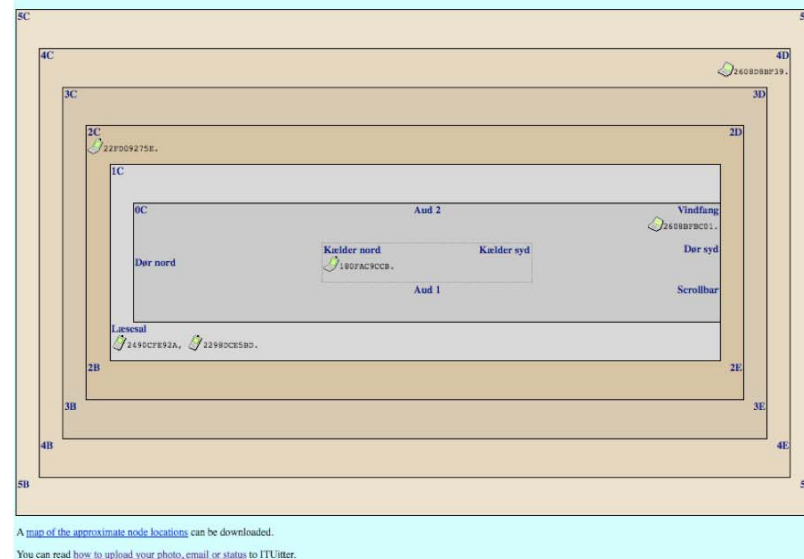 5C
5
4C
4D
2608D8BF39.
3C
3D
2C
2D
22FD09275E.
1C
0C
Aud 2
Vindfang
2608BFBC01.
Kælder nord
Kælder syd
Dør syd
Dør nord
180FAC9CCB.
Aud 1
Scrollbar
Læsesal
2490CFE92A, 2298DCE5BD.
2B
2E
3B
3E
4B
4E
5B
5
A map of the approximate node locations can be downloaded.
You can read how to upload your photo, email or status to ITUitter.